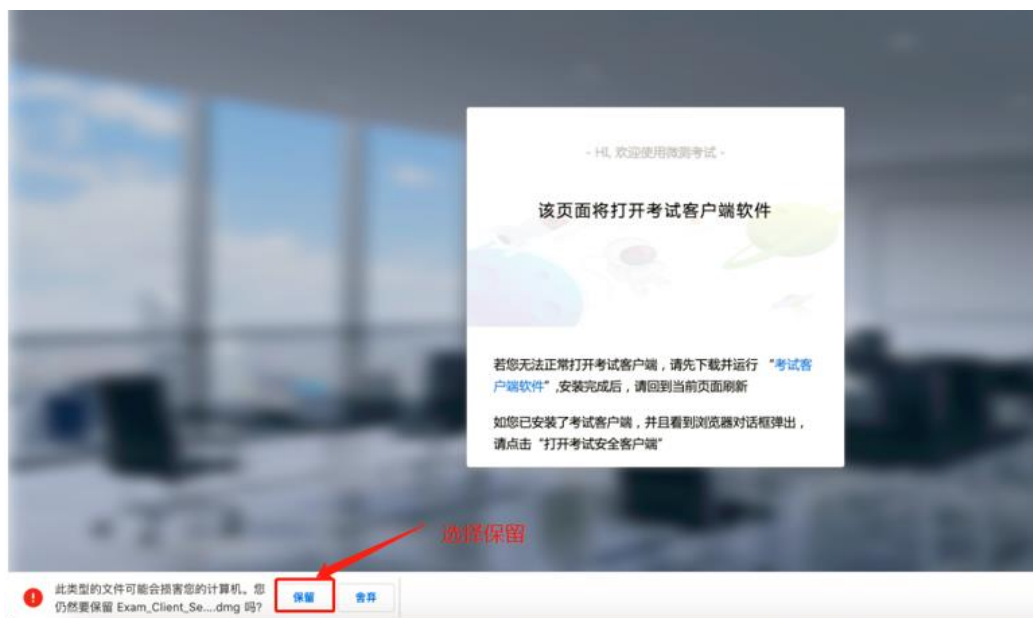 - HI, 欢迎使用微测考试 -
该页面将打开考试客户端软件
若您无法正常打开考试客户端，请先下载并运行 “考试客
户端软件” ,安装完成后，请回到当前页面刷新
如您已安装了考试客户端，并且看到浏览器对话框弹出，
请点击“打开考试安全客户端”
选择保留
此类型的文件可能会损害您的计算机。您
仍然要保留 Exam_Client_Se....dmg 吗?
保留
舍弃